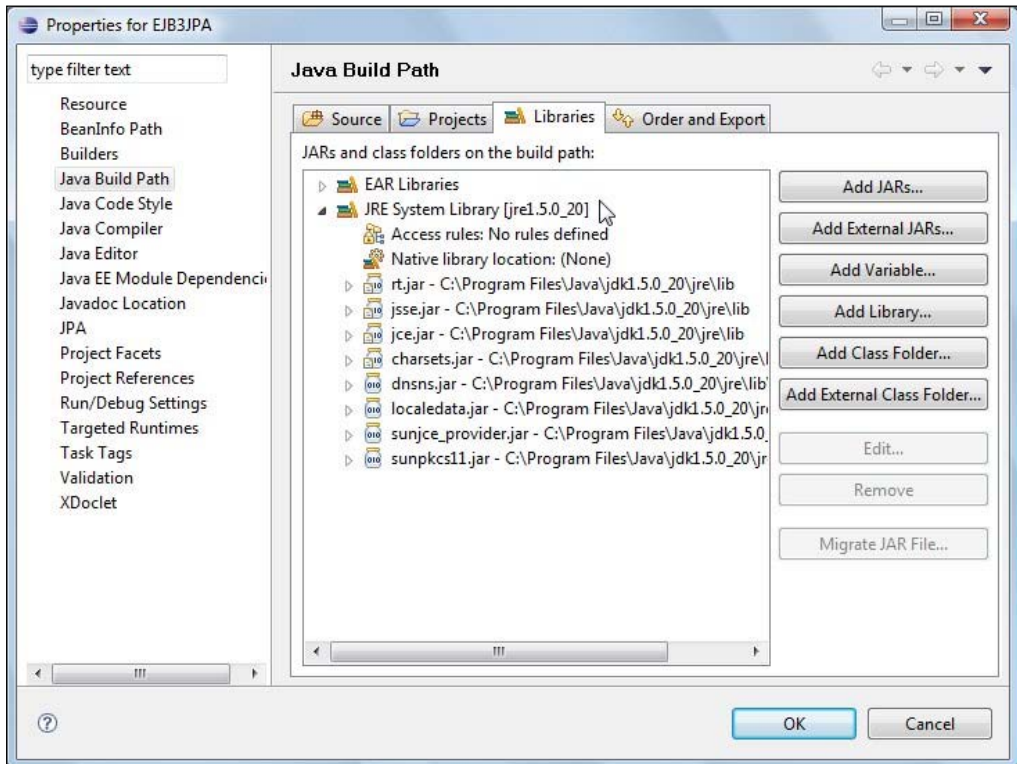 Properties for EJB3JPA
type filter text
Resource
BeanInfo Path
Builders
Java Build Path
Java Code Style
Java Compiler
Java Editor
Java EE Module Dependencie
Javadoc Location
JPA
Project Facets
Project References
Run/Debug Settings
Targeted Runtimes
Task Tags
Validation
XDoclet
Java Build Path
Source Projects Libraries Order and Export
JARs and class folders on the build path:
EAR Libraries
JRE System Library [jre1.5.0_20]
Access rules: No rules defined
Native library location: (None)
rt.jar - C:\Program Files\Java\jdk1.5.0_20\jre\lib
jsse.jar - C:\Program Files\Java\jdk1.5.0_20\jre\lib
jce.jar - C:\Program Files\Java\jdk1.5.0_20\jre\lib
charsets.jar - C:\Program Files\Java\jdk1.5.0_20\jre\l
dnsns.jar - C:\Program Files\Java\jdk1.5.0_20\jre\lib\
localedata.jar - C:\Program Files\Java\jdk1.5.0_20\jr
sunjce_provider.jar - C:\Program Files\Java\jdk1.5.0_
sunpkcs11.jar - C:\Program Files\Java\jdk1.5.0_20\jr
Add JARs...
Add External JARs...
Add Variable...
Add Library...
Add Class Folder...
Add External Class Folder...
Edit...
Remove
Migrate JAR File...
OK Cancel